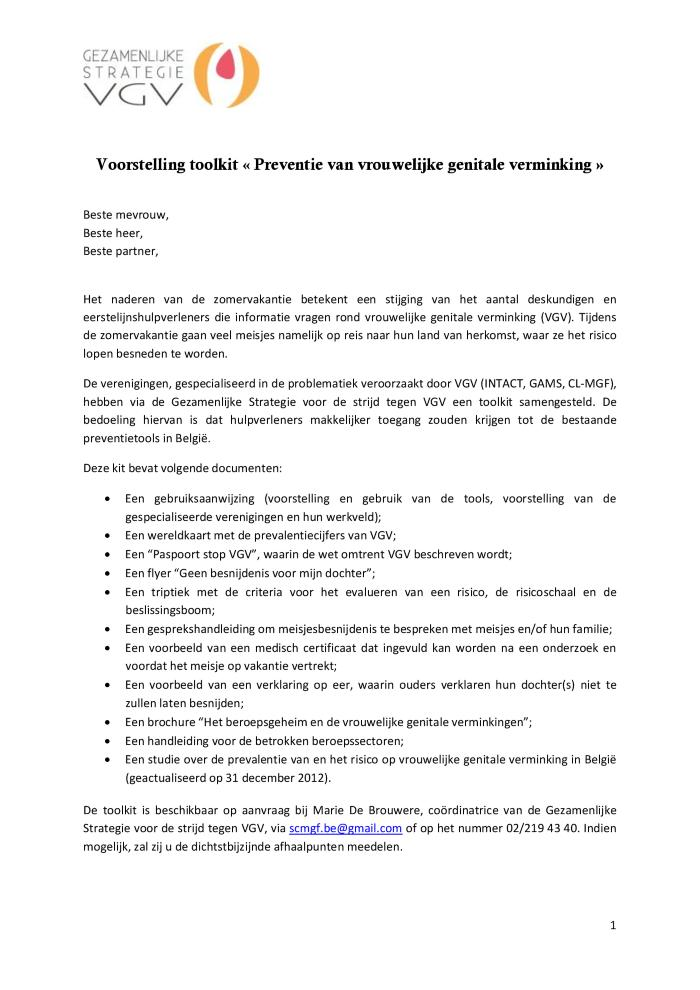 GEZAMENLIJKE
STRATEGIE
VGV
Voorstelling toolkit « Preventie van vrouwelijke genitale verminking »
Beste mevrouw,
Beste heer,
Beste partner,
Het naderen van de zomervakantie betekent een stijging van het aantal deskundigen en
eerstelijnshulpverleners die informatie vragen rond vrouwelijke genitale verminking (VGV). Tijdens
de zomervakantie gaan veel meisjes namelijk op reis naar hun land van herkomst, waar ze het risico
lopen besneden te worden.
De verenigingen, gespecialiseerd in de problematiek veroorzaakt door VGV (INTACT, GAMS, CL-MGF),
hebben via de Gezamenlijke Strategie voor de strijd tegen VGV een toolkit samengesteld. De
bedoeling hiervan is dat hulpverleners makkelijker toegang zouden krijgen tot de bestaande
preventietools in België.
Deze kit bevat volgende documenten:
• Een gebruiksaanwijzing (voorstelling en gebruik van de tools, voorstelling van de
gespecialiseerde verenigingen en hun werkveld);
• Een wereldkaart met de prevalentiecijfers van VGV;
• Een “Paspoort stop VGV”, waarin de wet omtrent VGV beschreven wordt;
• Een flyer “Geen besnijdenis voor mijn dochter”;
• Een triptiek met de criteria voor het evalueren van een risico, de risicoschaal en de
beslissingsboom;
• Een gesprekshandleiding om meisjesbesnijdenis te bespreken met meisjes en/of hun familie;
• Een voorbeeld van een medisch certificaat dat ingevuld kan worden na een onderzoek en
voordat het meisje op vakantie vertrekt;
• Een voorbeeld van een verklaring op eer, waarin ouders verklaren hun dochter(s) niet te
zullen laten besnijden;
• Een brochure “Het beroepsgeheim en de vrouwelijke genitale verminkingen”;
• Een handleiding voor de betrokken beroepssectoren;
• Een studie over de prevalentie van en het risico op vrouwelijke genitale verminking in België
(geactualiseerd op 31 december 2012).
De toolkit is beschikbaar op aanvraag bij Marie De Brouwere, coördinatrice van de Gezamenlijke
Strategie voor de strijd tegen VGV, via scmgf.be@gmail.com of op het nummer 02/219 43 40. Indien
mogelijk, zal zij u de dichtstbijzijnde afhaalpunten meedelen.
1